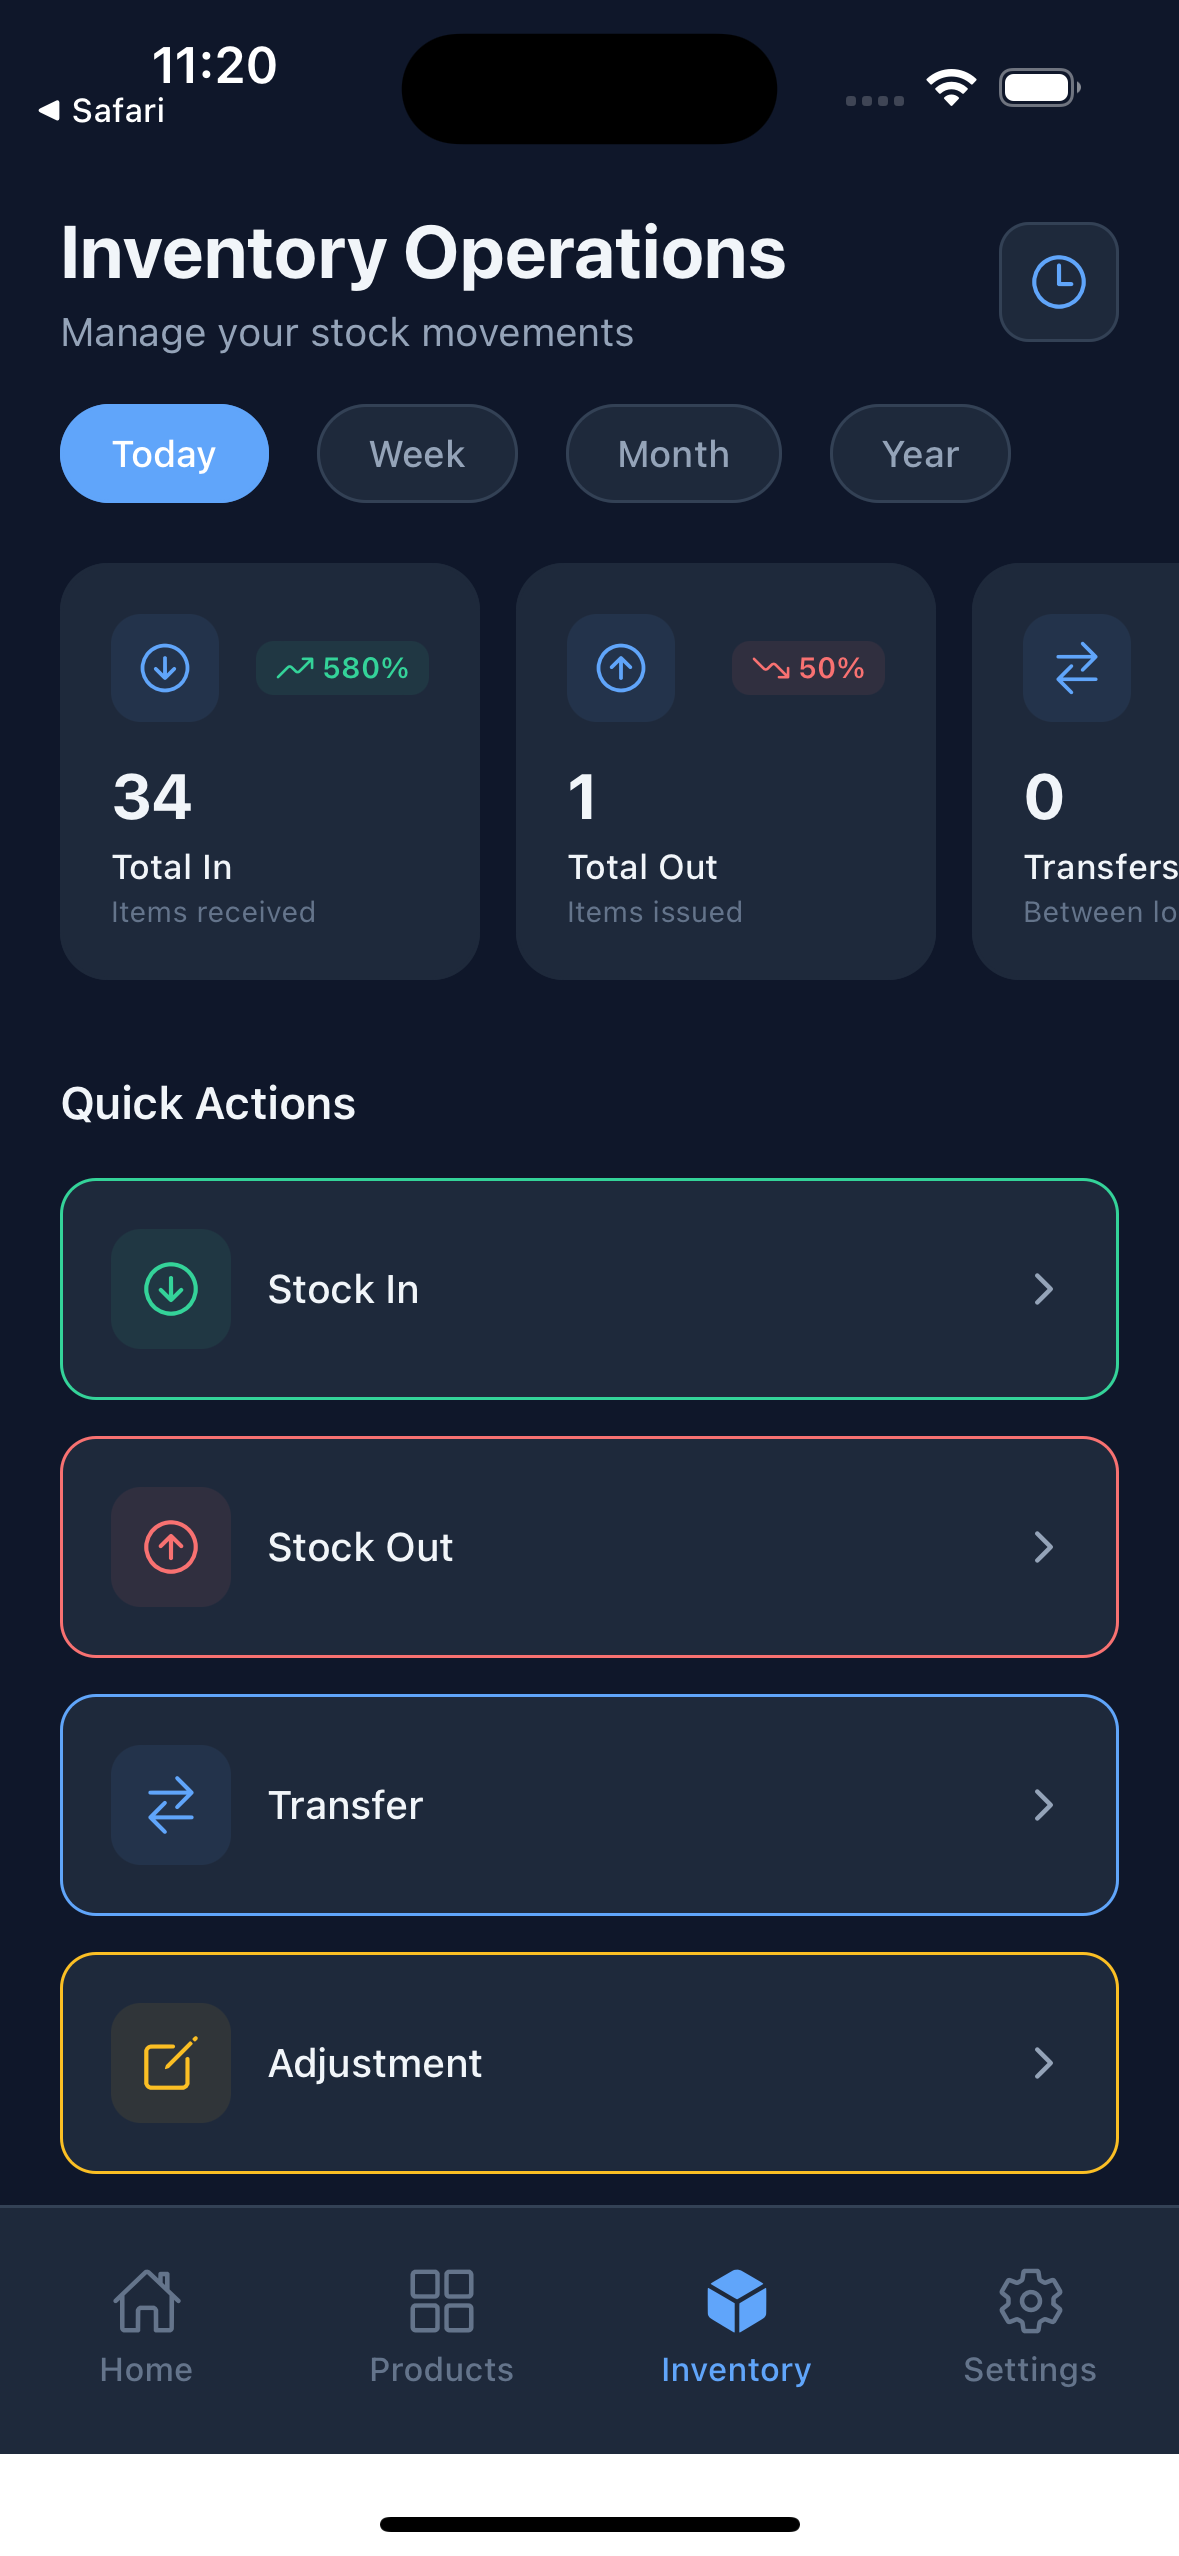 11:20
Safari
Inventory Operations
Manage your stock movements
Today
Week
Month
Year
580%
50%
34
1
0
Total In
Total Out
Transfers
Items received
Items issued
Between lo
Quick Actions
Stock In
Stock Out
Transfer
Adjustment
Home
Products
Inventory
Settings